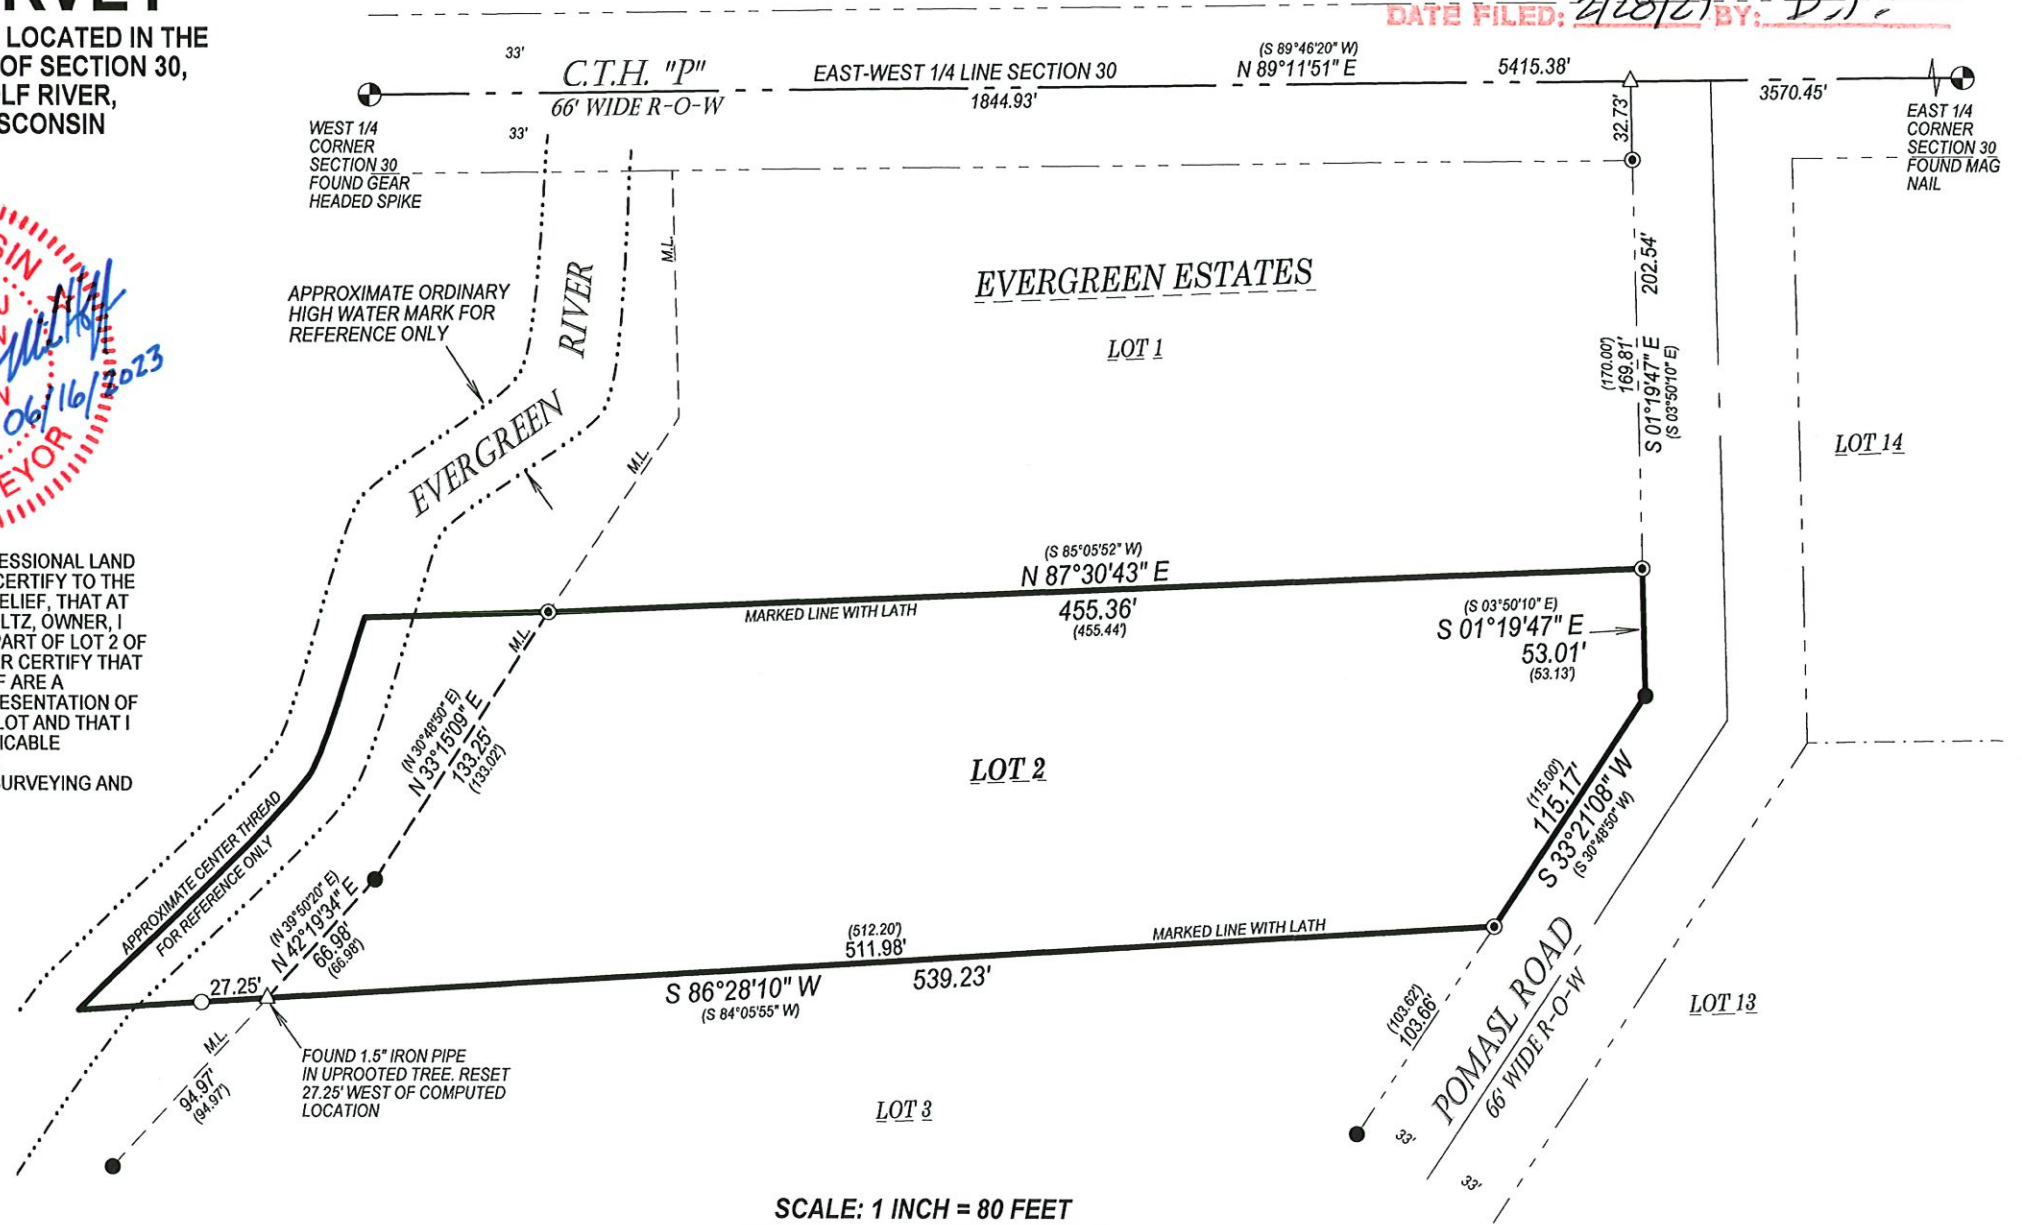 LOCATED IN THE
OF SECTION 30,
LF RIVER,
SCONSIN
DATE FILED: 2/20/21 BY:
33'
C.T.H. "P"
66' WIDE R-O-W
33'
EAST-WEST 1/4 LINE SECTION 30
1844.93'
(S 89°46'20" W)
N 89°11'51" E
5415.38'
3570.45'
32.73'
WEST 1/4
CORNER
SECTION 30
FOUND GEAR
HEADED SPIKE
EAST 1/4
CORNER
SECTION 30
FOUND MAG
NAIL
SIN
EYOR
06/16/2023
APPROXIMATE ORDINARY
HIGH WATER MARK FOR
REFERENCE ONLY
EVERGREEN RIVER
M.L.
M.L.
EVERGREEN ESTATES
LOT 1
202.54'
(170.00')
169.81'
S 01°19'47" E
(S 03°50'10" E)
LOT 14
ESSIONAL LAND
CERTIFY TO THE
ELIEF, THAT AT
LTZ, OWNER, I
PART OF LOT 2 OF
R CERTIFY THAT
F ARE A
ESENTATION OF
LOT AND THAT I
ICABLE
SURVEYING AND
(S 85°05'52" W)
N 87°30'43" E
MARKED LINE WITH LATH
455.36'
(455.44')
(S 03°50'10" E)
S 01°19'47" E
53.01'
(53.13')
M.L.
(N 30°48'50" E)
N 33°15'09" E
133.25'
(133.02')
LOT 2
(115.00')
115.17'
S 33°21'08" W
(S 30°48'50" W)
APPROXIMATE CENTER THREAD
FOR REFERENCE ONLY
(N 39°50'20" E)
N 42°19'34" E
66.98'
(66.98')
(512.20')
511.98'
MARKED LINE WITH LATH
27.25'
S 86°28'10" W
(S 84°05'55" W)
539.23'
M.L.
94.97'
(94.97')
FOUND 1.5" IRON PIPE
IN UPROOTED TREE. RESET
27.25' WEST OF COMPUTED
LOCATION
LOT 3
(103.62')
103.66'
POMASL ROAD
66' WIDE R-O-W
33'
33'
LOT 13
SCALE: 1 INCH = 80 FEET